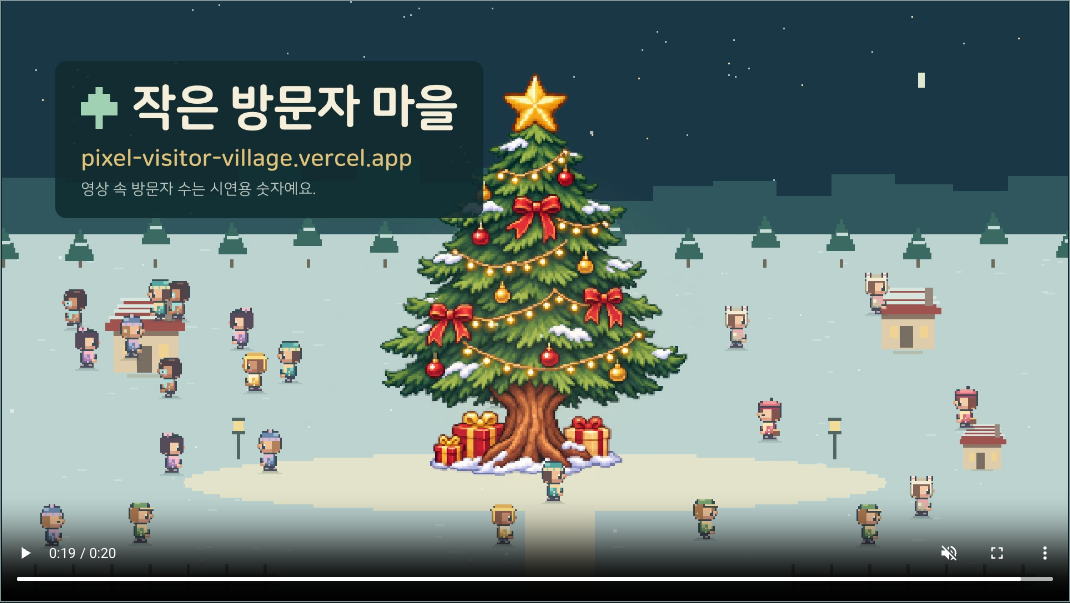 작은 방문자 마을
pixel-visitor-village.vercel.app
영상 속 방문자 수는 시연용 숫자예요.
0:19 / 0:20